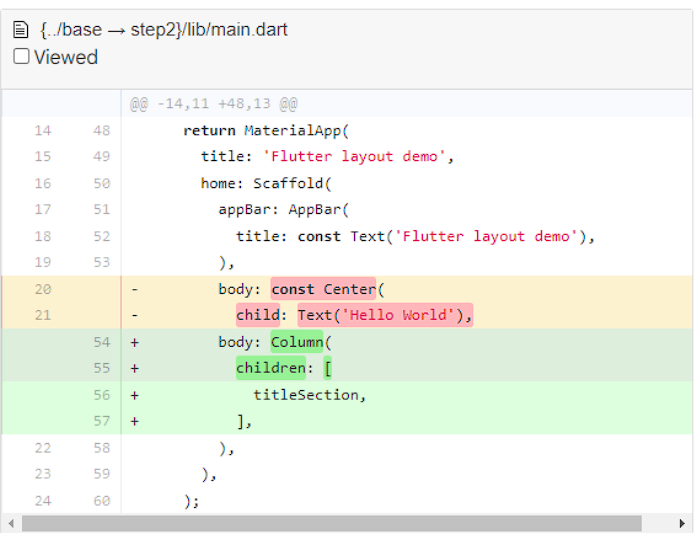 {../base → step2}/lib/main.dart
Viewed
@@ -14,11 +48,13 @@
14 48 return MaterialApp(
15 49 title: 'Flutter layout demo',
16 50 home: Scaffold(
17 51 appBar: AppBar(
18 52 title: const Text('Flutter layout demo'),
19 53 ),
20 - body: const Center(
21 - child: Text('Hello World'),
54 + body: Column(
55 + children: [
56 + titleSection,
57 + ],
22 58 ),
23 59 ),
24 60 );